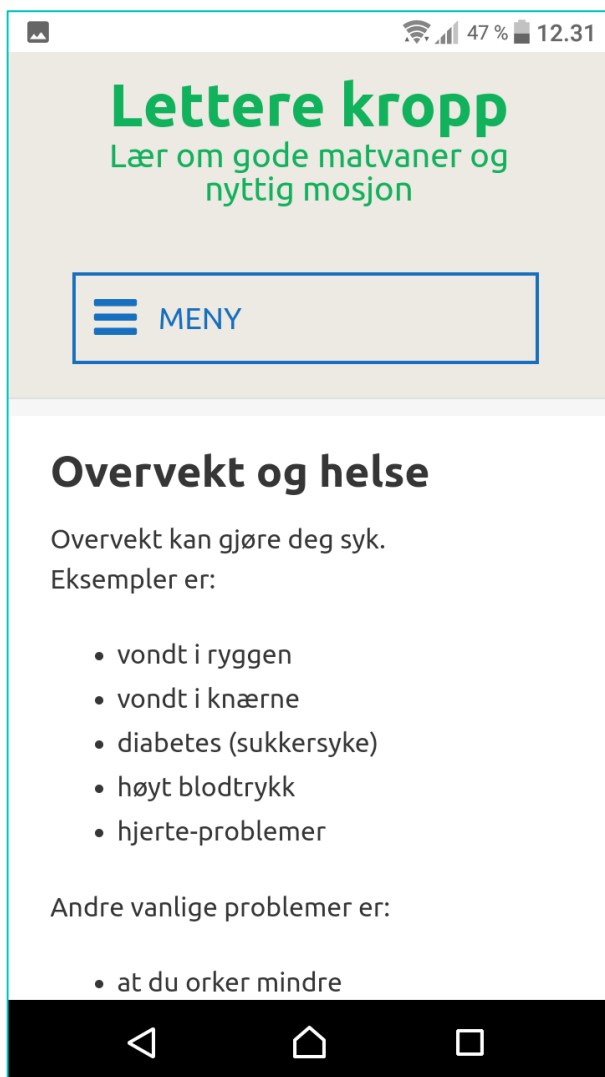 47 % 12.31
Lettere kropp
Lær om gode matvaner og
nyttig mosjon
MENY
Overvekt og helse
Overvekt kan gjøre deg syk.
Eksempler er:
• vondt i ryggen
• vondt i knærne
• diabetes (sukkersyke)
• høyt blodtrykk
• hjerte-problemer
Andre vanlige problemer er:
• at du orker mindre